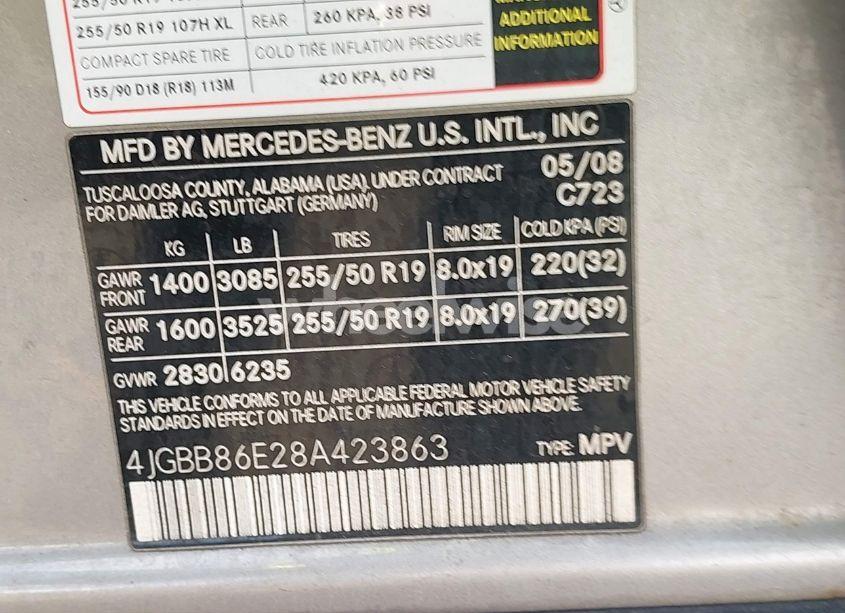 255/50 R19 107H XL REAR 260 KPA, 38 PSI
COMPACT SPARE TIRE COLD TIRE INFLATION PRESSURE
155/90 D18 (R18) 113M 420 KPA, 60 PSI
ADDITIONAL
INFORMATION
MFD BY MERCEDES-BENZ U.S. INTL., INC
TUSCALOOSA COUNTY, ALABAMA (USA), UNDER CONTRACT 05/08
FOR DAIMLER AG, STUTTGART (GERMANY) C723
KG LB TIRES RIM SIZE COLD KPA (PSI)
GAWR FRONT 1400 3085 255/50 R19 8.0x19 220(32)
GAWR REAR 1600 3525 255/50 R19 8.0x19 270(39)
GVWR 2830 6235
THIS VEHICLE CONFORMS TO ALL APPLICABLE FEDERAL MOTOR VEHICLE SAFETY
STANDARDS IN EFFECT ON THE DATE OF MANUFACTURE SHOWN ABOVE.
4JGBB86E28A423863 TYPE: MPV